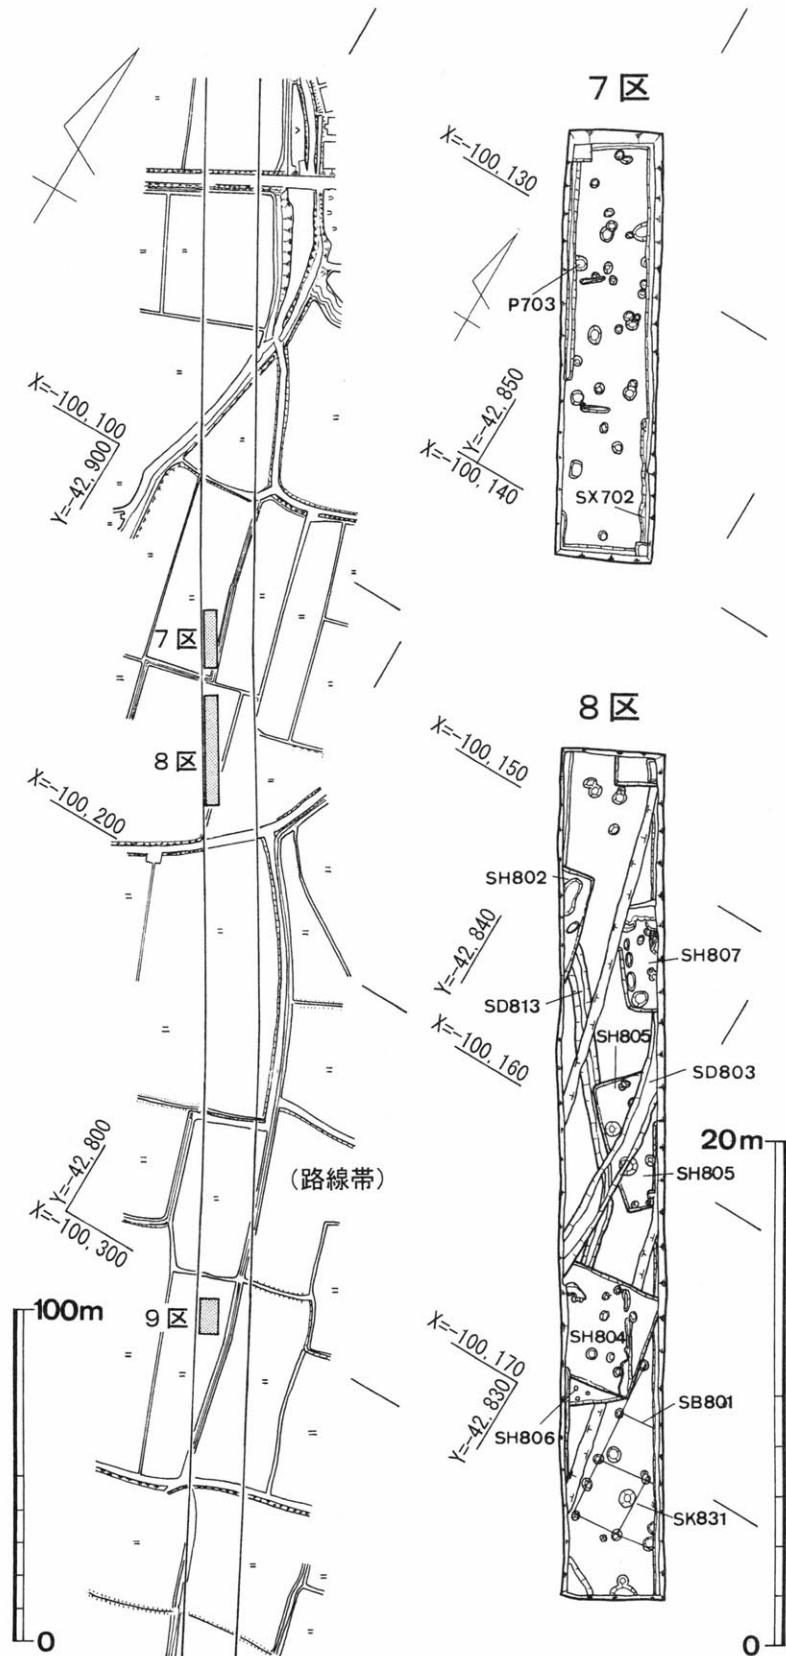 X=-100,100
Y=-42,900
7区
8区
X=-100,200
(路線帯)
Y=-42,800
X=-100,300
9区
100m
0
7区
X=-100,130
P703
Y=-42,850
X=-100,140
SX702
8区
X=-100,150
SH802
Y=-42,840
SH807
SD813
SH805
X=-100,160
SD803
20m
SH805
SH804
X=-100,170
SB801
SH806
Y=-42,830
SK831
0